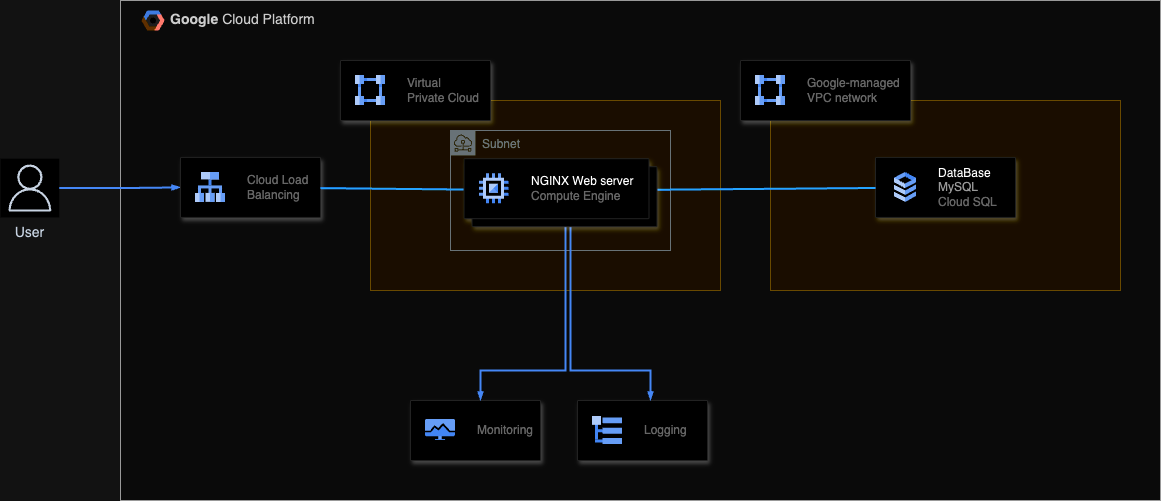 Google Cloud Platform
Virtual
Private Cloud
Google-managed
VPC network
Subnet
Cloud Load
Balancing
NGINX Web server
Compute Engine
DataBase
MySQL
Cloud SQL
User
Monitoring
Logging